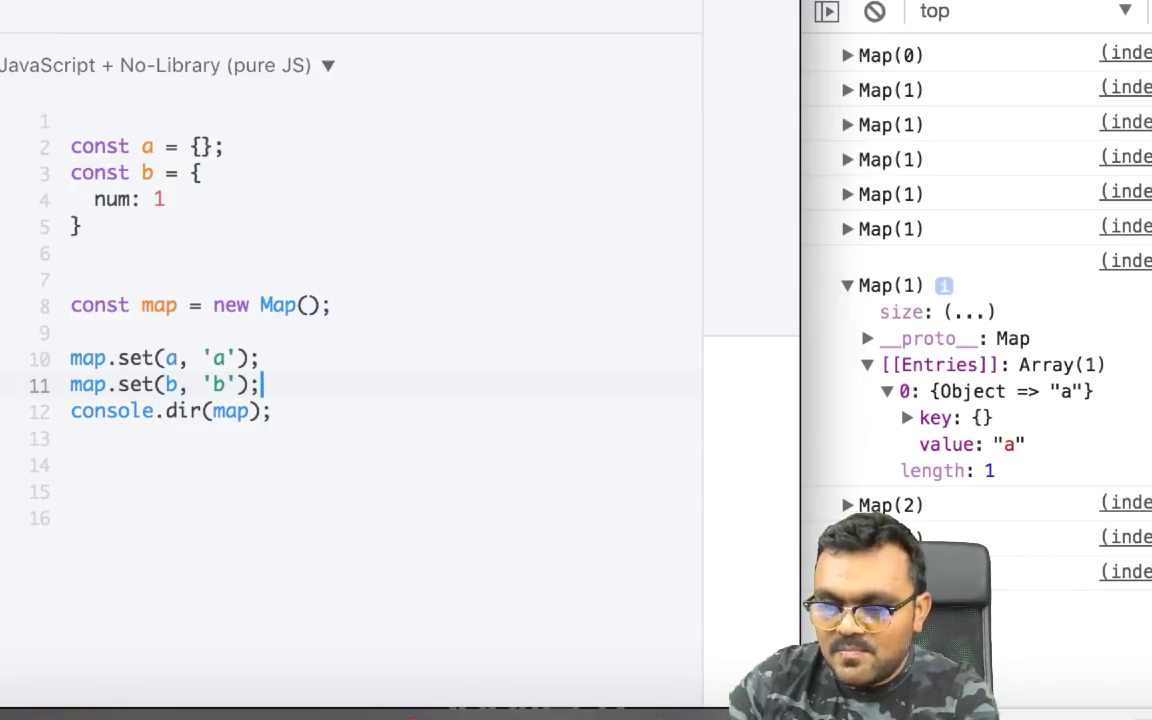 top
JavaScript + No-Library (pure JS) ▼
1
2 const a = {};
3 const b = {
4 num: 1
5 }
6
7
8 const map = new Map();
9
10 map.set(a, 'a');
11 map.set(b, 'b');
12 console.dir(map);
13
14
15
16
▶Map(0) (inde
▶Map(1) (inde
▶Map(1) (inde
▶Map(1) (inde
▶Map(1) (inde
▶Map(1) (inde
(inde
▼Map(1) i
size: (...)
▶__proto__: Map
▼[[Entries]]: Array(1)
▼0: {Object => "a"}
▶key: {}
value: "a"
length: 1
▶Map(2) (inde
(inde
(inde